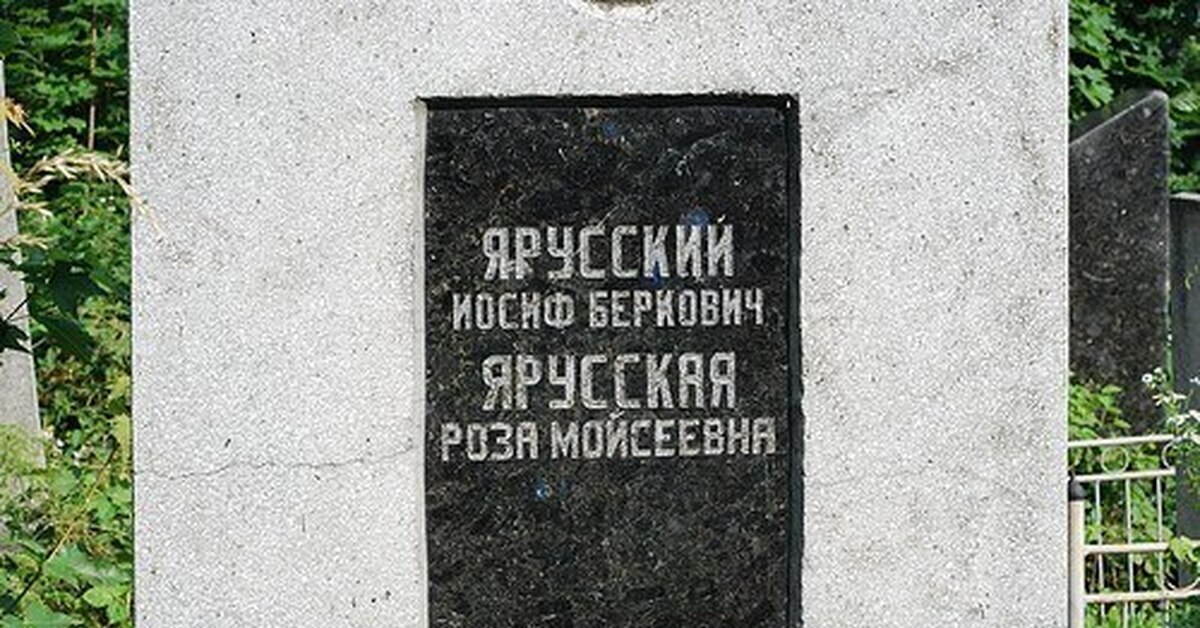 ЯРУССКИЙ
ИОСИФ БЕРКОВИЧ
ЯРУССКАЯ
РОЗА МОЙСЕЕВНА